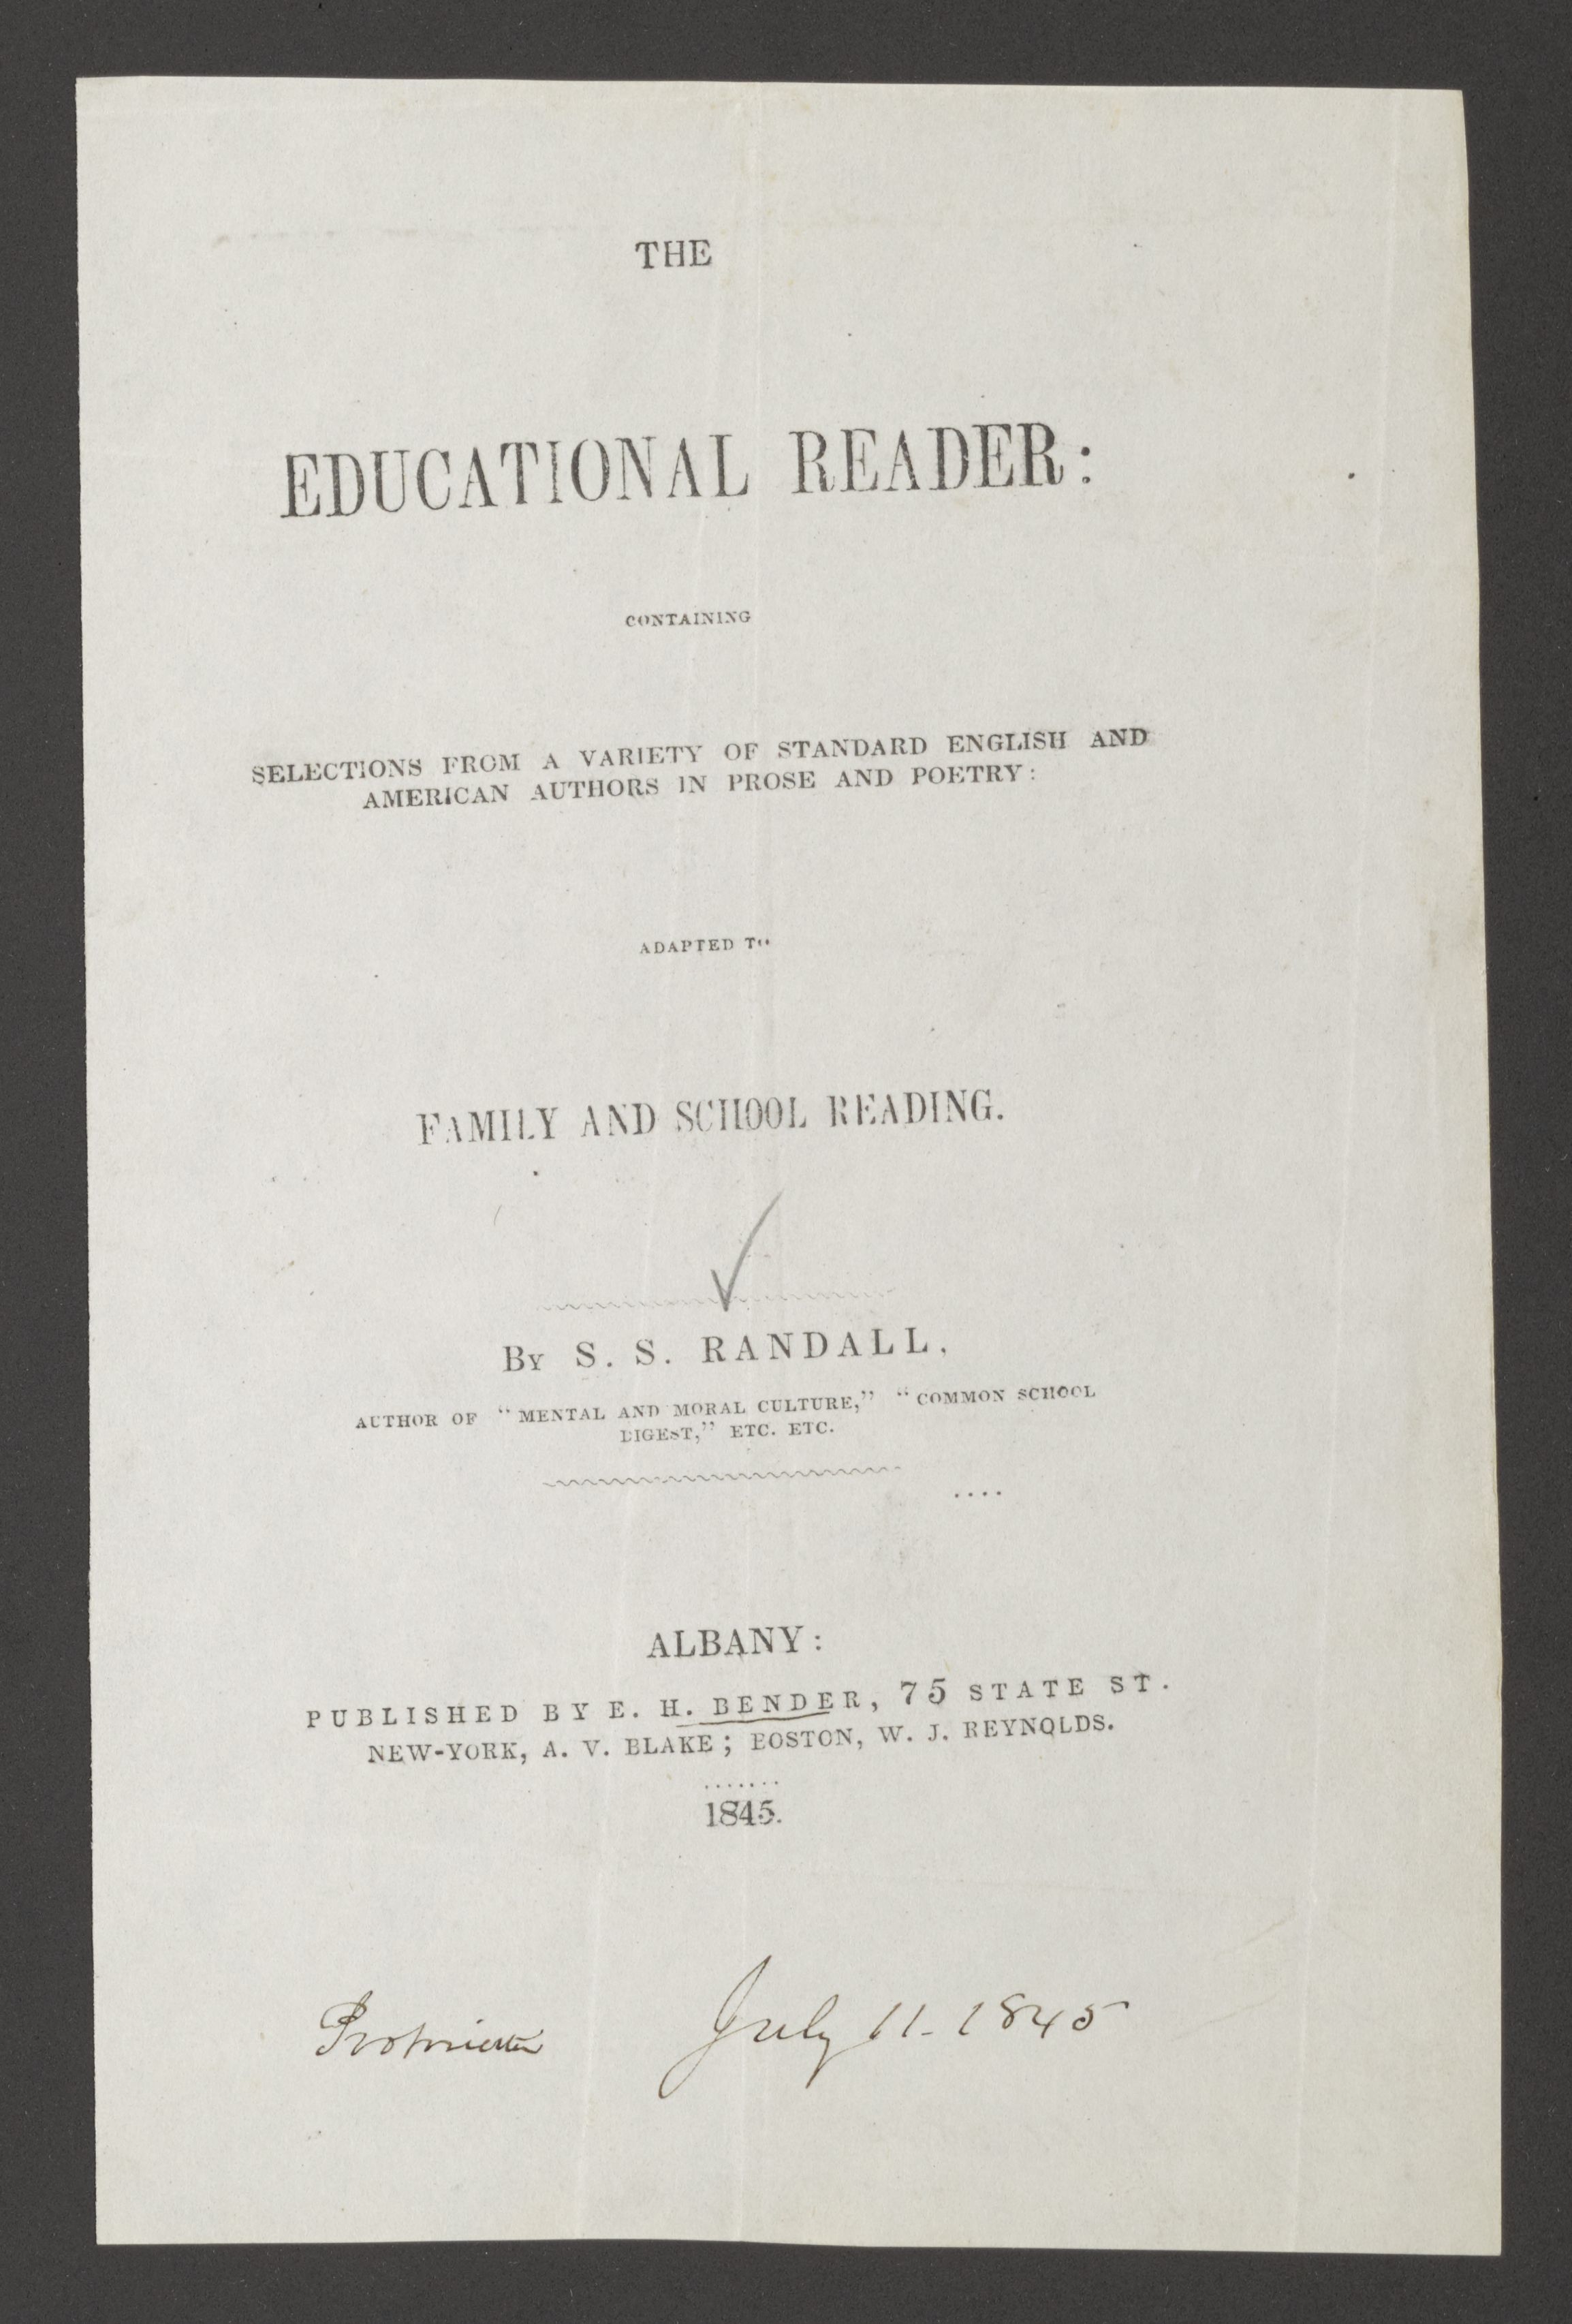 THE
EDUCATIONAL READER:
CONTAINING
SELECTIONS FROM A VARIETY OF STANDARD ENGLISH AND
AMERICAN AUTHORS IN PROSE AND POETRY:
ADAPTED TO
FAMILY AND SCHOOL READING.
BY S. S. RANDALL,
AUTHOR OF "MENTAL AND MORAL CULTURE," "COMMON SCHOOL
DIGEST," ETC. ETC.
....
ALBANY:
PUBLISHED BY E. H. BENDER, 75 STATE ST.
NEW-YORK, A. V. BLAKE; BOSTON, W. J. REYNOLDS.
.......
1845.
Proprietor July 11. 1845